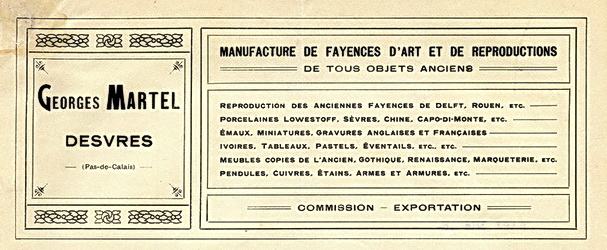 GEORGES MARTEL
DESVRES
(Pas-de-Calais)
MANUFACTURE DE FAYENCES D'ART ET DE REPRODUCTIONS
DE TOUS OBJETS ANCIENS
REPRODUCTION DES ANCIENNES FAYENCES DE DELFT, ROUEN, ETC.
PORCELAINES LOWESTOFF, SÈVRES, CHINE, CAPO-DI-MONTE, ETC.
ÉMAUX, MINIATURES, GRAVURES ANGLAISES ET FRANÇAISES
IVOIRES, TABLEAUX, PASTELS, ÉVENTAILS, ETC., ETC.
MEUBLES COPIES DE L'ANCIEN, GOTHIQUE, RENAISSANCE, MARQUETERIE, ETC.
PENDULES, CUIVRES, ÉTAINS, ARMES ET ARMURES, ETC.
COMMISSION – EXPORTATION